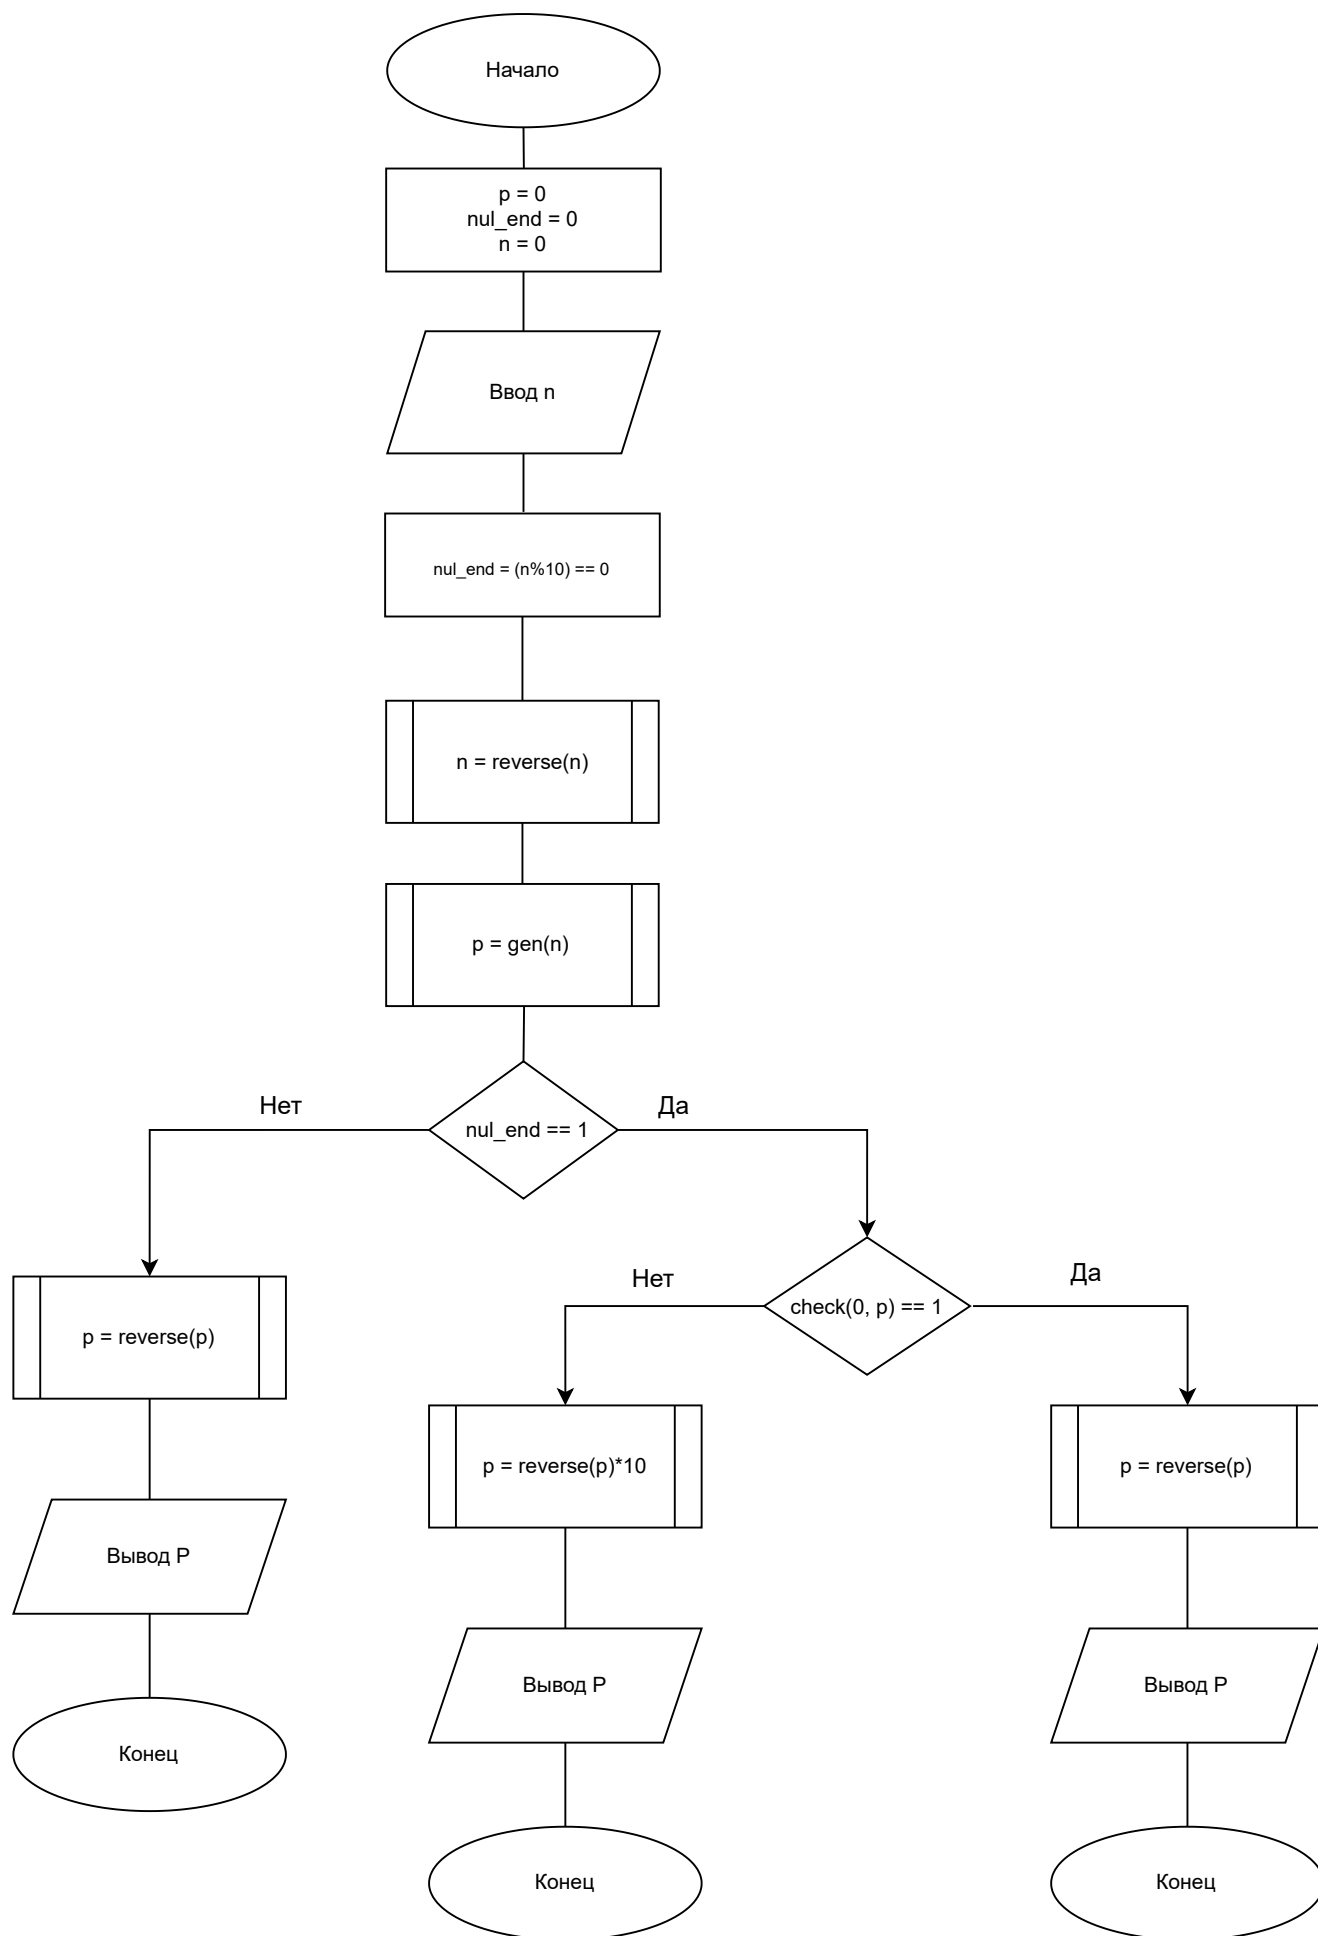 Начало
p = 0
nul_end = 0
n = 0
Ввод n
nul_end = (n%10) == 0
n = reverse(n)
p = gen(n)
Нет
Да
nul_end == 1
Нет
Да
check(0, p) == 1
p = reverse(p)
p = reverse(p)*10
p = reverse(p)
Вывод P
Вывод P
Вывод P
Конец
Конец
Конец